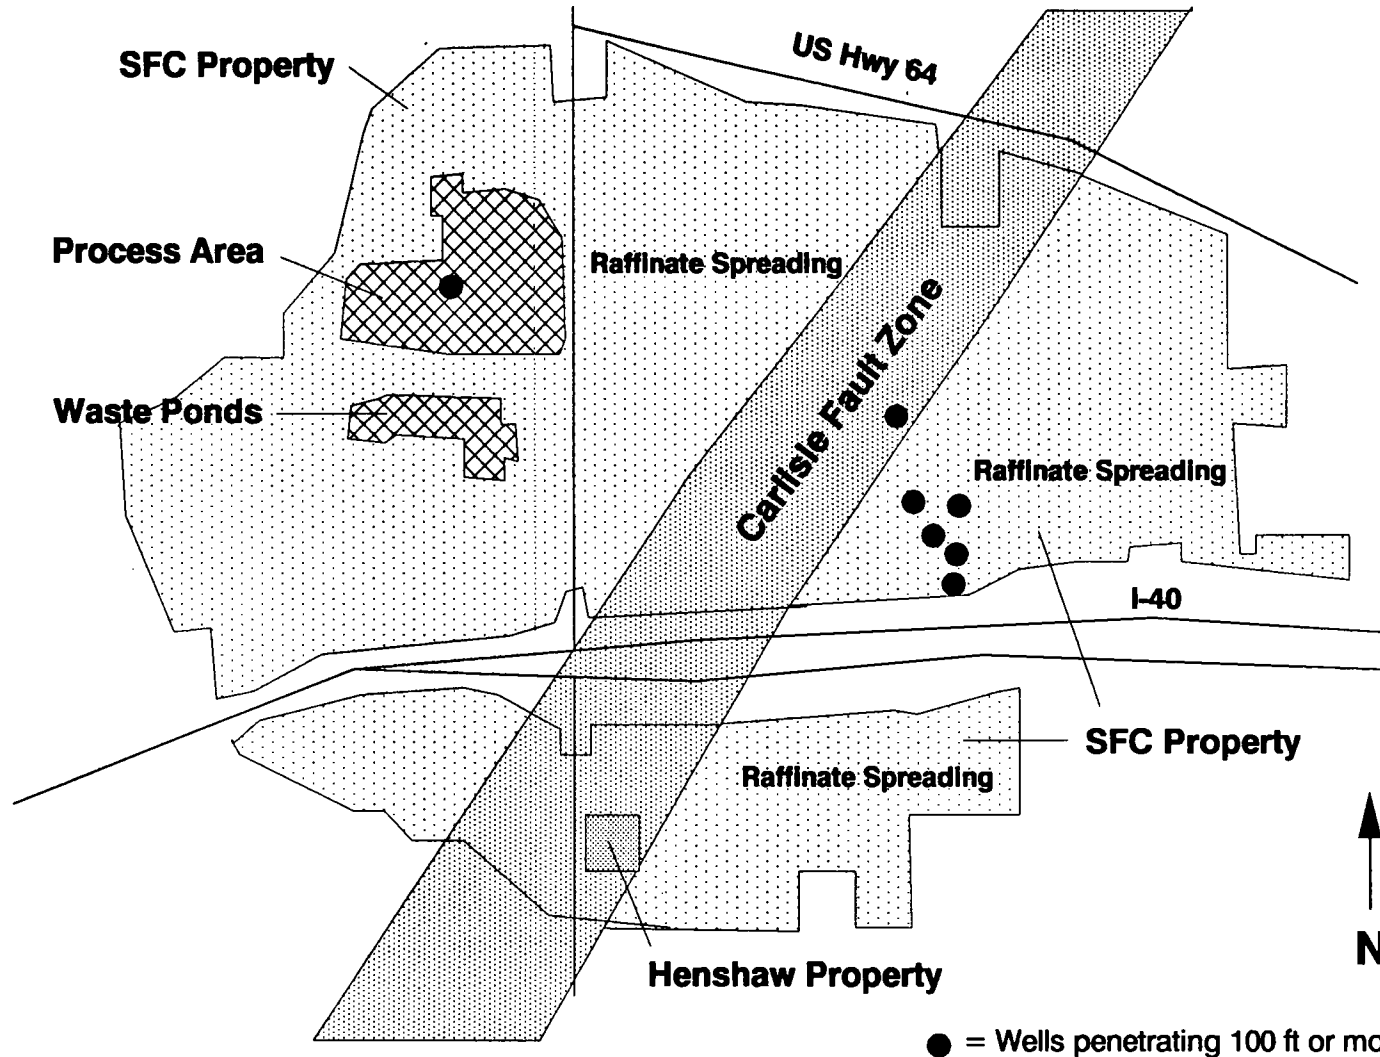 US Hwy 64
SFC Property
Process Area
Raffinate Spreading
Carlisle Fault Zone
Waste Ponds
Raffinate Spreading
I-40
SFC Property
Raffinate Spreading
N
Henshaw Property
= Wells penetrating 100 ft or